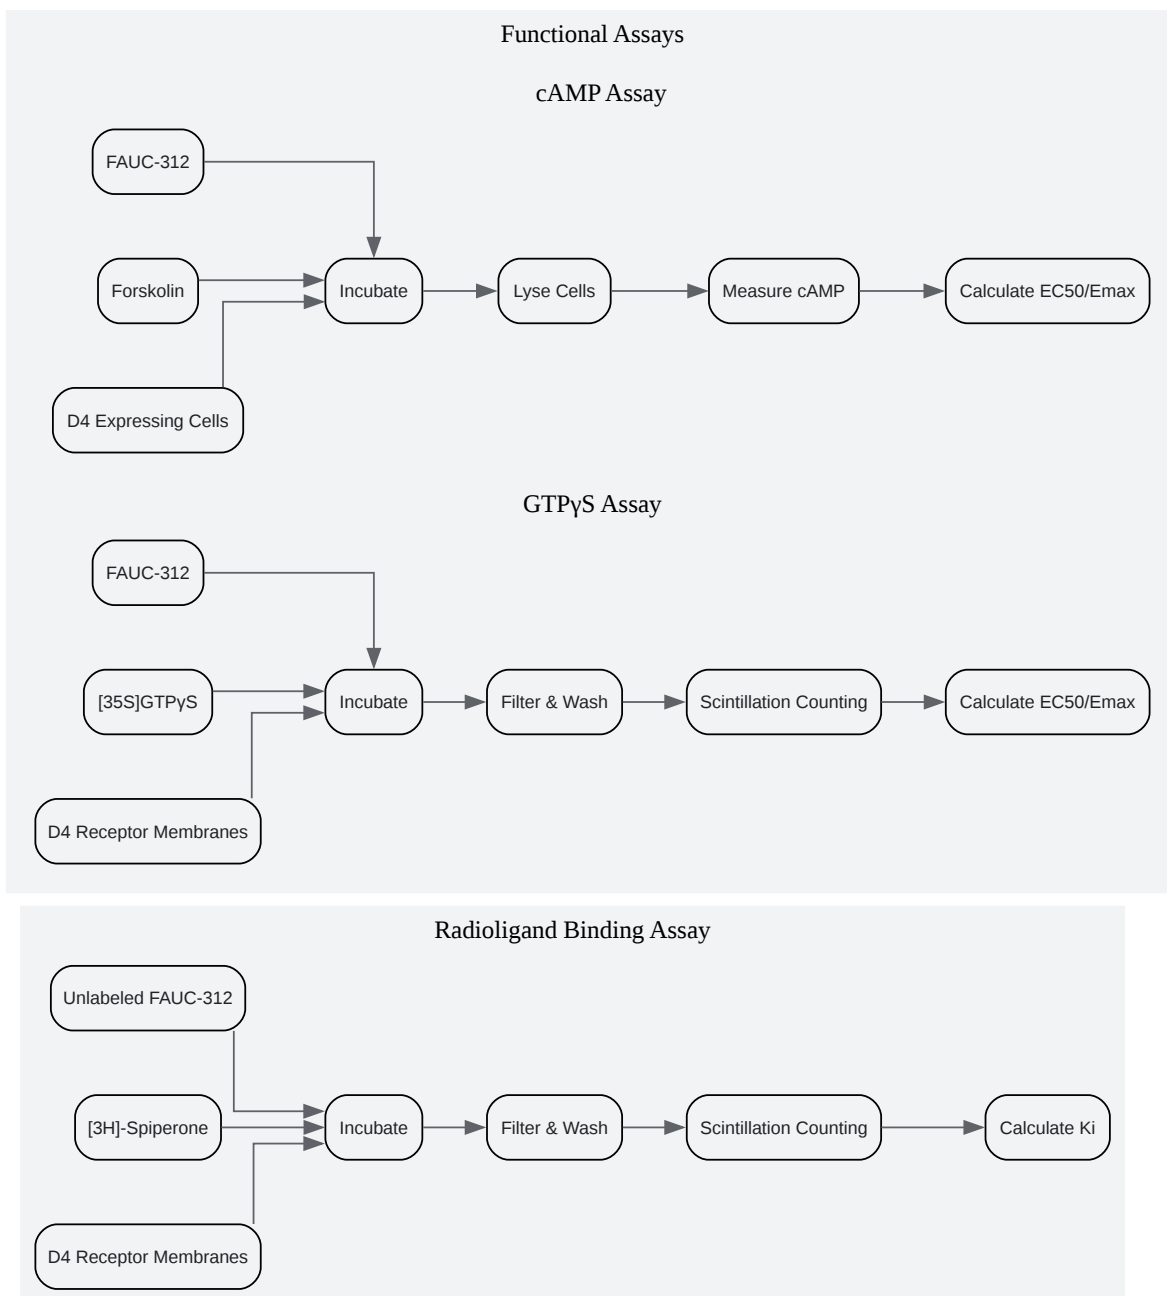 Functional Assays
cAMP Assay
FAUC-312
Forskolin
Incubate
Lyse Cells
Measure cAMP
Calculate EC50/Emax
D4 Expressing Cells
GTPγS Assay
FAUC-312
[35S]GTPγS
Incubate
Filter & Wash
Scintillation Counting
Calculate EC50/Emax
D4 Receptor Membranes
Radioligand Binding Assay
Unlabeled FAUC-312
[3H]-Spiperone
Incubate
Filter & Wash
Scintillation Counting
Calculate Ki
D4 Receptor Membranes